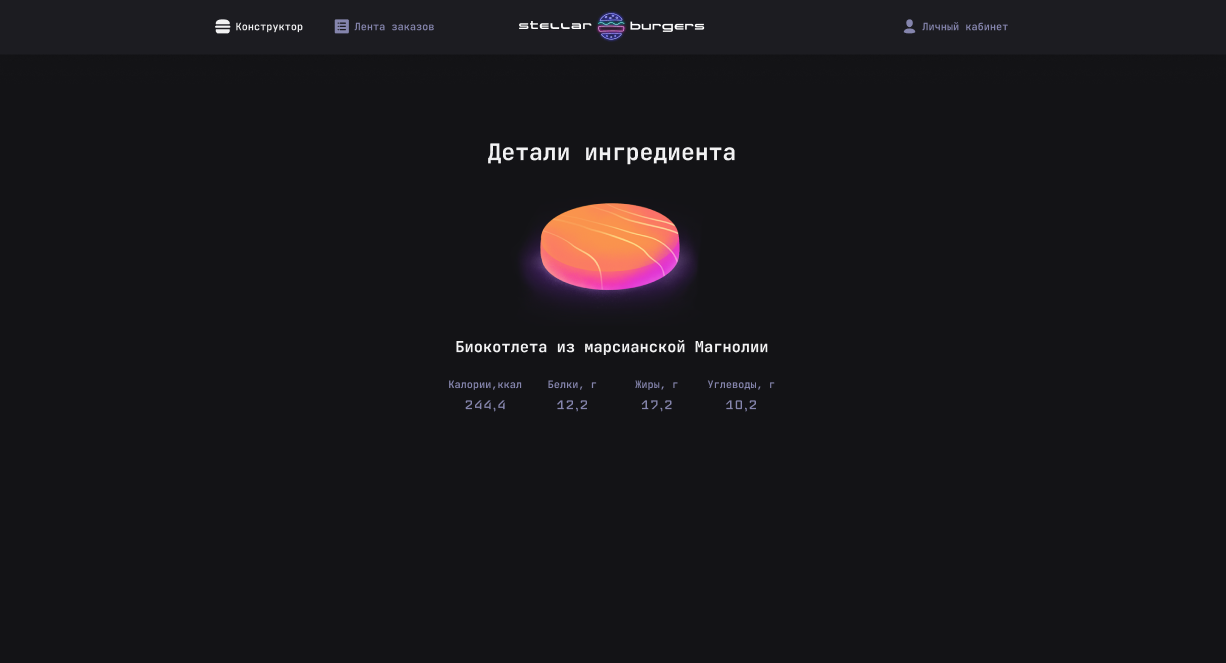 Конструктор
Лента заказов
stellar burgers
Личный кабинет
Детали ингредиента
Биокотлета из марсианской Магнолии
Калории,ккал Белки, г Жиры, г Углеводы, г
244,4 12,2 17,2 10,2